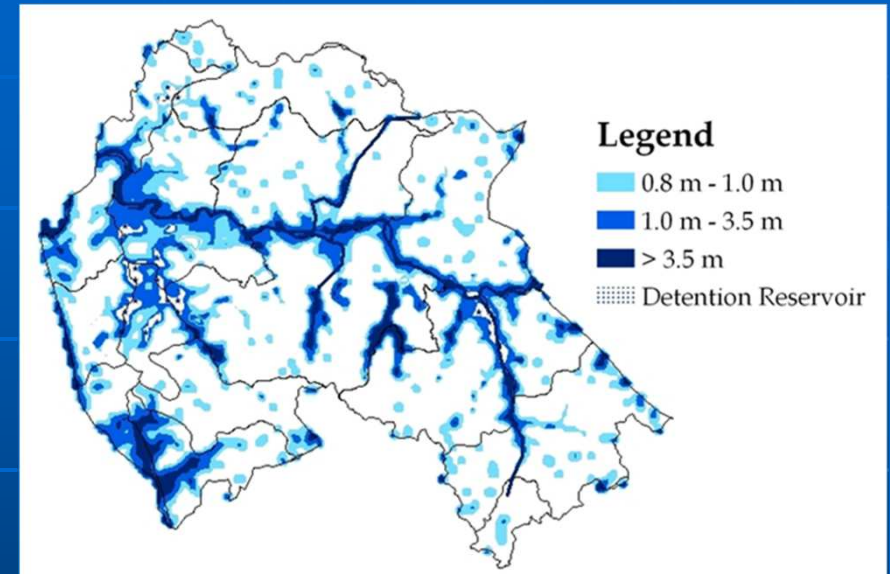 Legend
0.8 m - 1.0 m
1.0 m - 3.5 m
> 3.5 m
Detention Reservoir